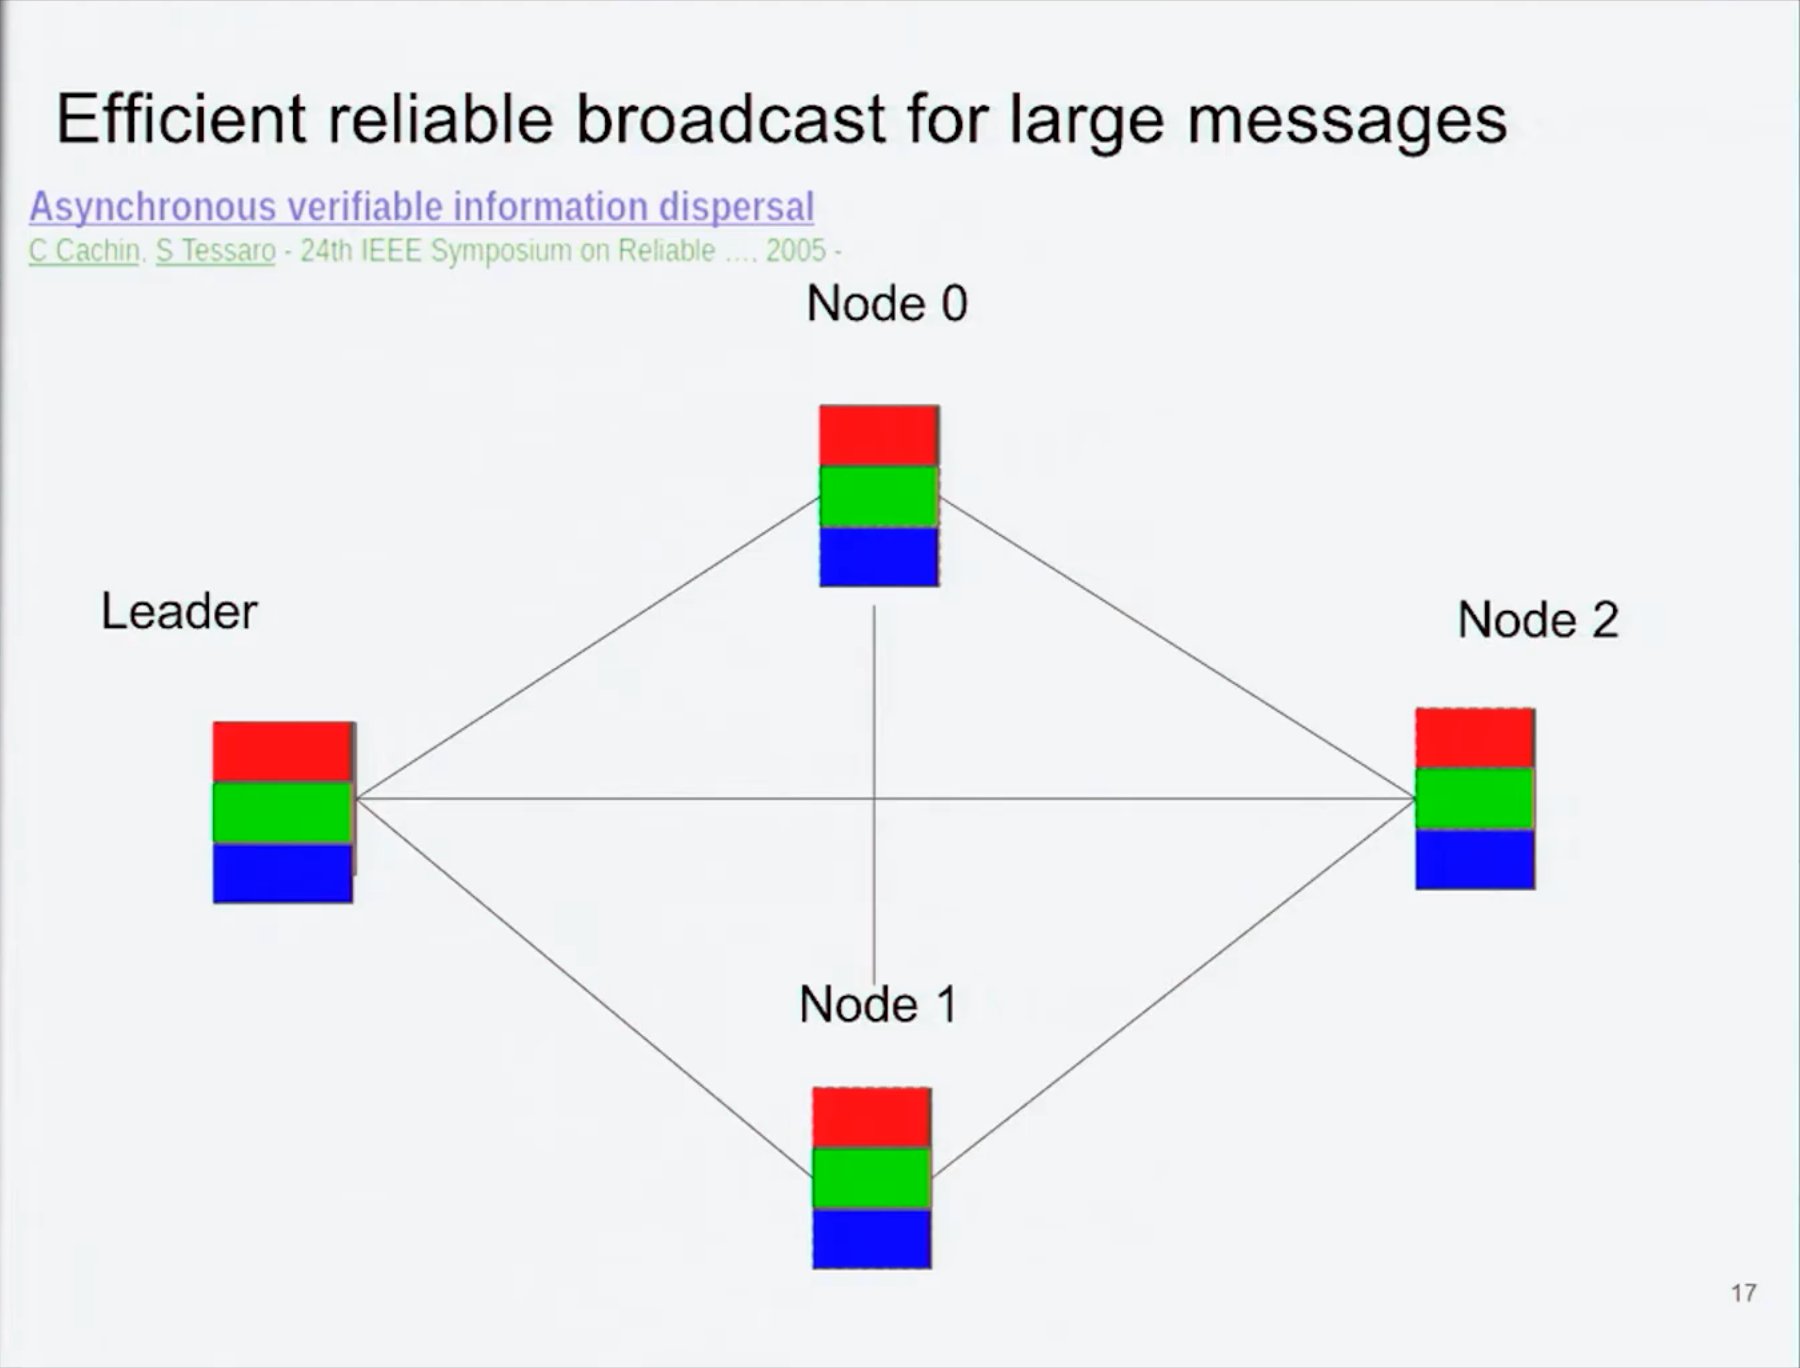 Efficient reliable broadcast for large messages
Asynchronous verifiable information dispersal
C Cachin, S Tessaro - 24th IEEE Symposium on Reliable …, 2005 -
Node 0
Leader
Node 2
Node 1
17